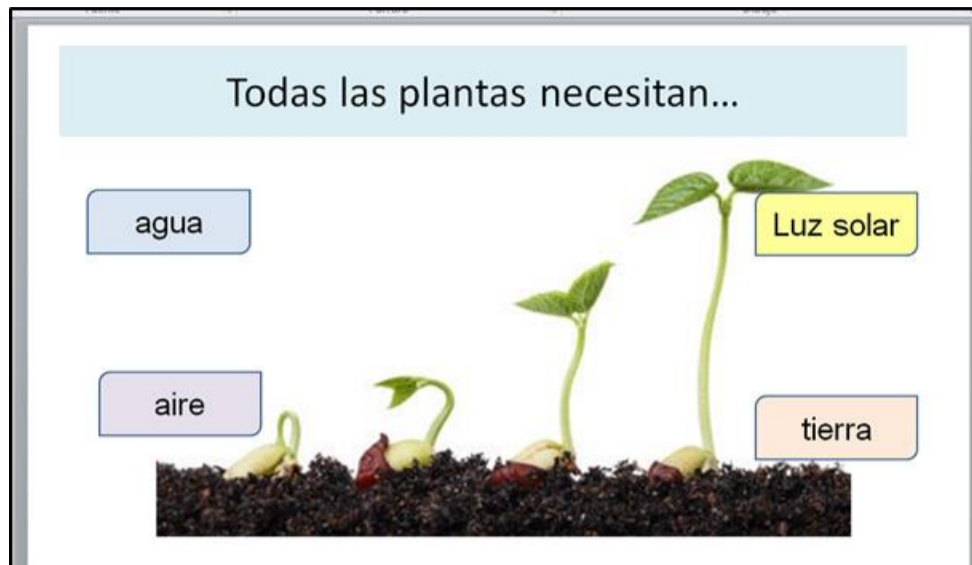 Todas las plantas necesitan...
agua
Luz solar
aire
tierra